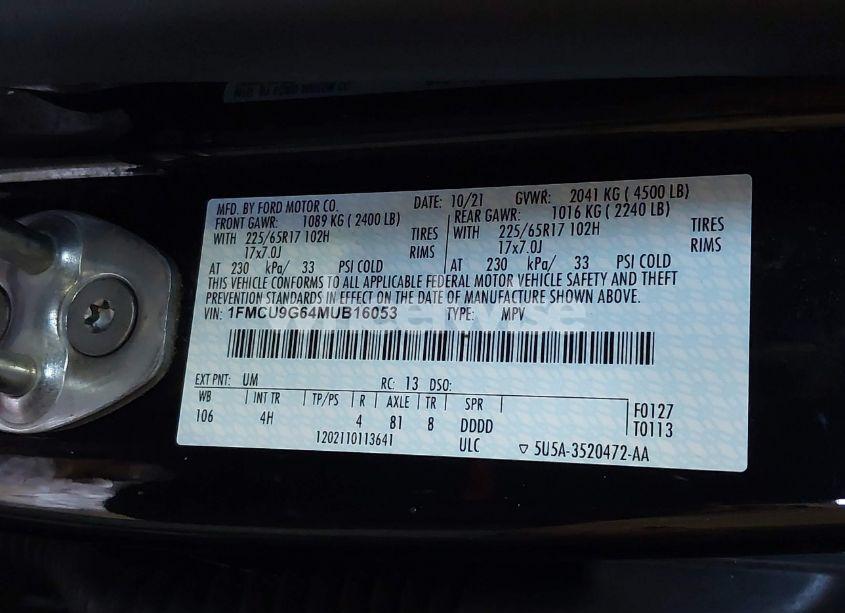 MFD. BY FORD MOTOR CO. DATE: 10/21 GVWR: 2041 KG ( 4500 LB)
FRONT GAWR: 1089 KG ( 2400 LB) REAR GAWR: 1016 KG ( 2240 LB)
WITH 225/65R17 102H TIRES WITH 225/65R17 102H TIRES
17x7.0J RIMS 17x7.0J RIMS
AT 230 kPa/ 33 PSI COLD AT 230 kPa/ 33 PSI COLD
THIS VEHICLE CONFORMS TO ALL APPLICABLE FEDERAL MOTOR VEHICLE SAFETY AND THEFT
PREVENTION STANDARDS IN EFFECT ON THE DATE OF MANUFACTURE SHOWN ABOVE.
VIN: 1FMCU9G64MUB16053 TYPE: MPV
EXT PNT: UM RC: 13 DSO:
WB INT TR TP/PS R AXLE TR SPR
106 4H 4 81 8 DDDD
F0127
T0113
1202110113641 ULC ▽ 5U5A-3520472-AA